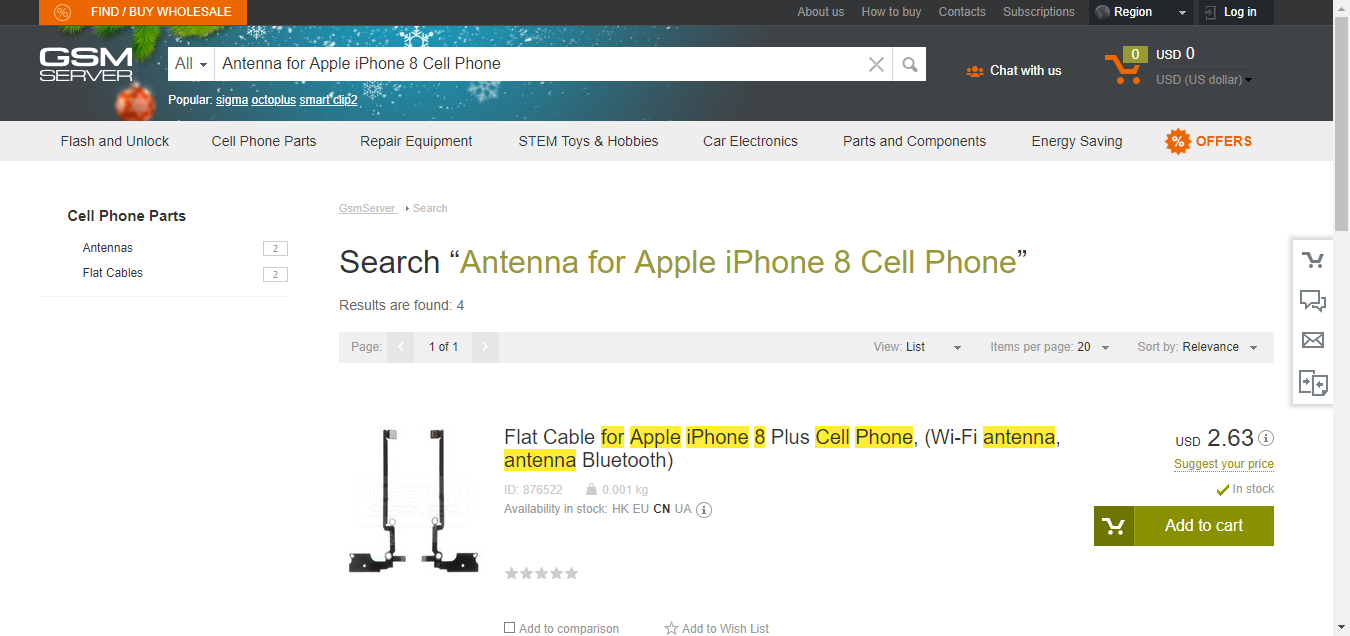 FIND / BUY WHOLESALE
About us How to buy Contacts Subscriptions Region Log in
GSM
SERVER
All Antenna for Apple iPhone 8 Cell Phone
Chat with us
0 USD 0
USD (US dollar)
Popular: sigma octoplus smart clip2
Flash and Unlock Cell Phone Parts Repair Equipment STEM Toys & Hobbies Car Electronics Parts and Components Energy Saving % OFFERS
Cell Phone Parts
Antennas 2
Flat Cables 2
GsmServer Search
Search “Antenna for Apple iPhone 8 Cell Phone”
Results are found: 4
Page: 1 of 1 View: List Items per page: 20 Sort by: Relevance
Flat Cable for Apple iPhone 8 Plus Cell Phone, (Wi-Fi antenna,
antenna Bluetooth)
ID: 876522 0.001 kg
Availability in stock: HK EU CN UA
USD 2.63
Suggest your price
In stock
Add to cart
GSM
SERVER
Add to comparison Add to Wish List